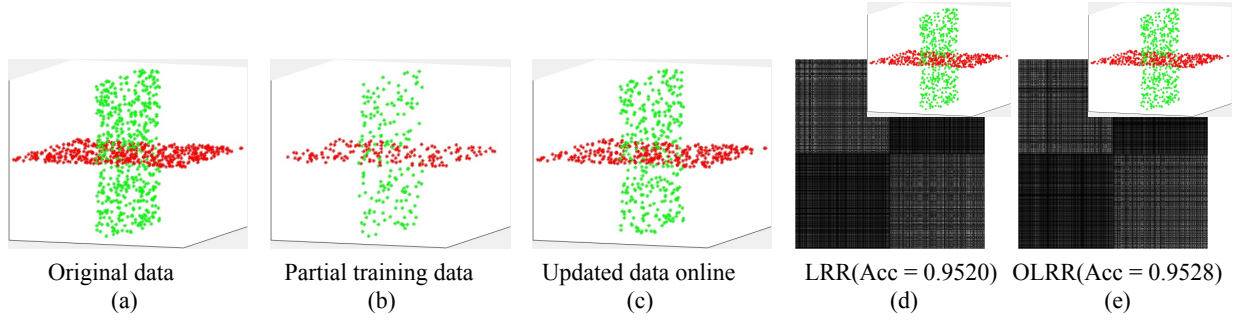 Original data
(a)
Partial training data
(b)
Updated data online
(c)
LRR(Acc = 0.9520)
(d)
OLRR(Acc = 0.9528)
(e)